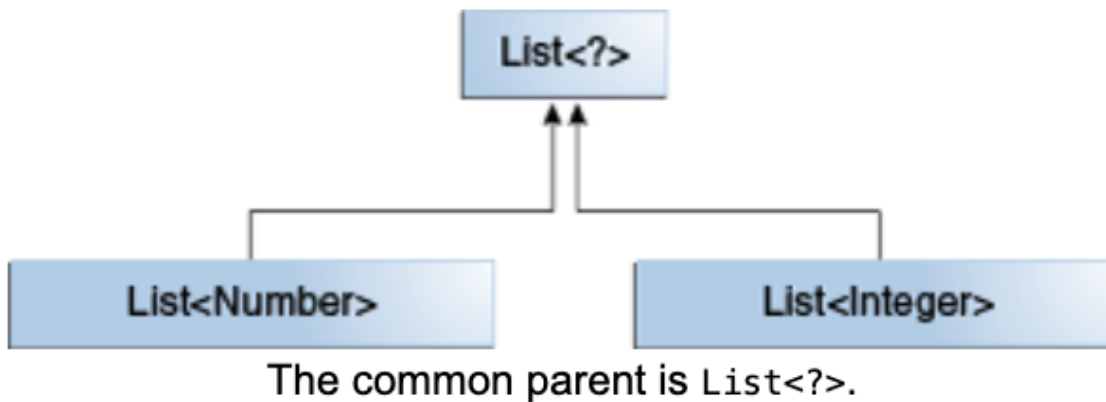 List<?>
List<Number>
List<Integer>
The common parent is List<?>.